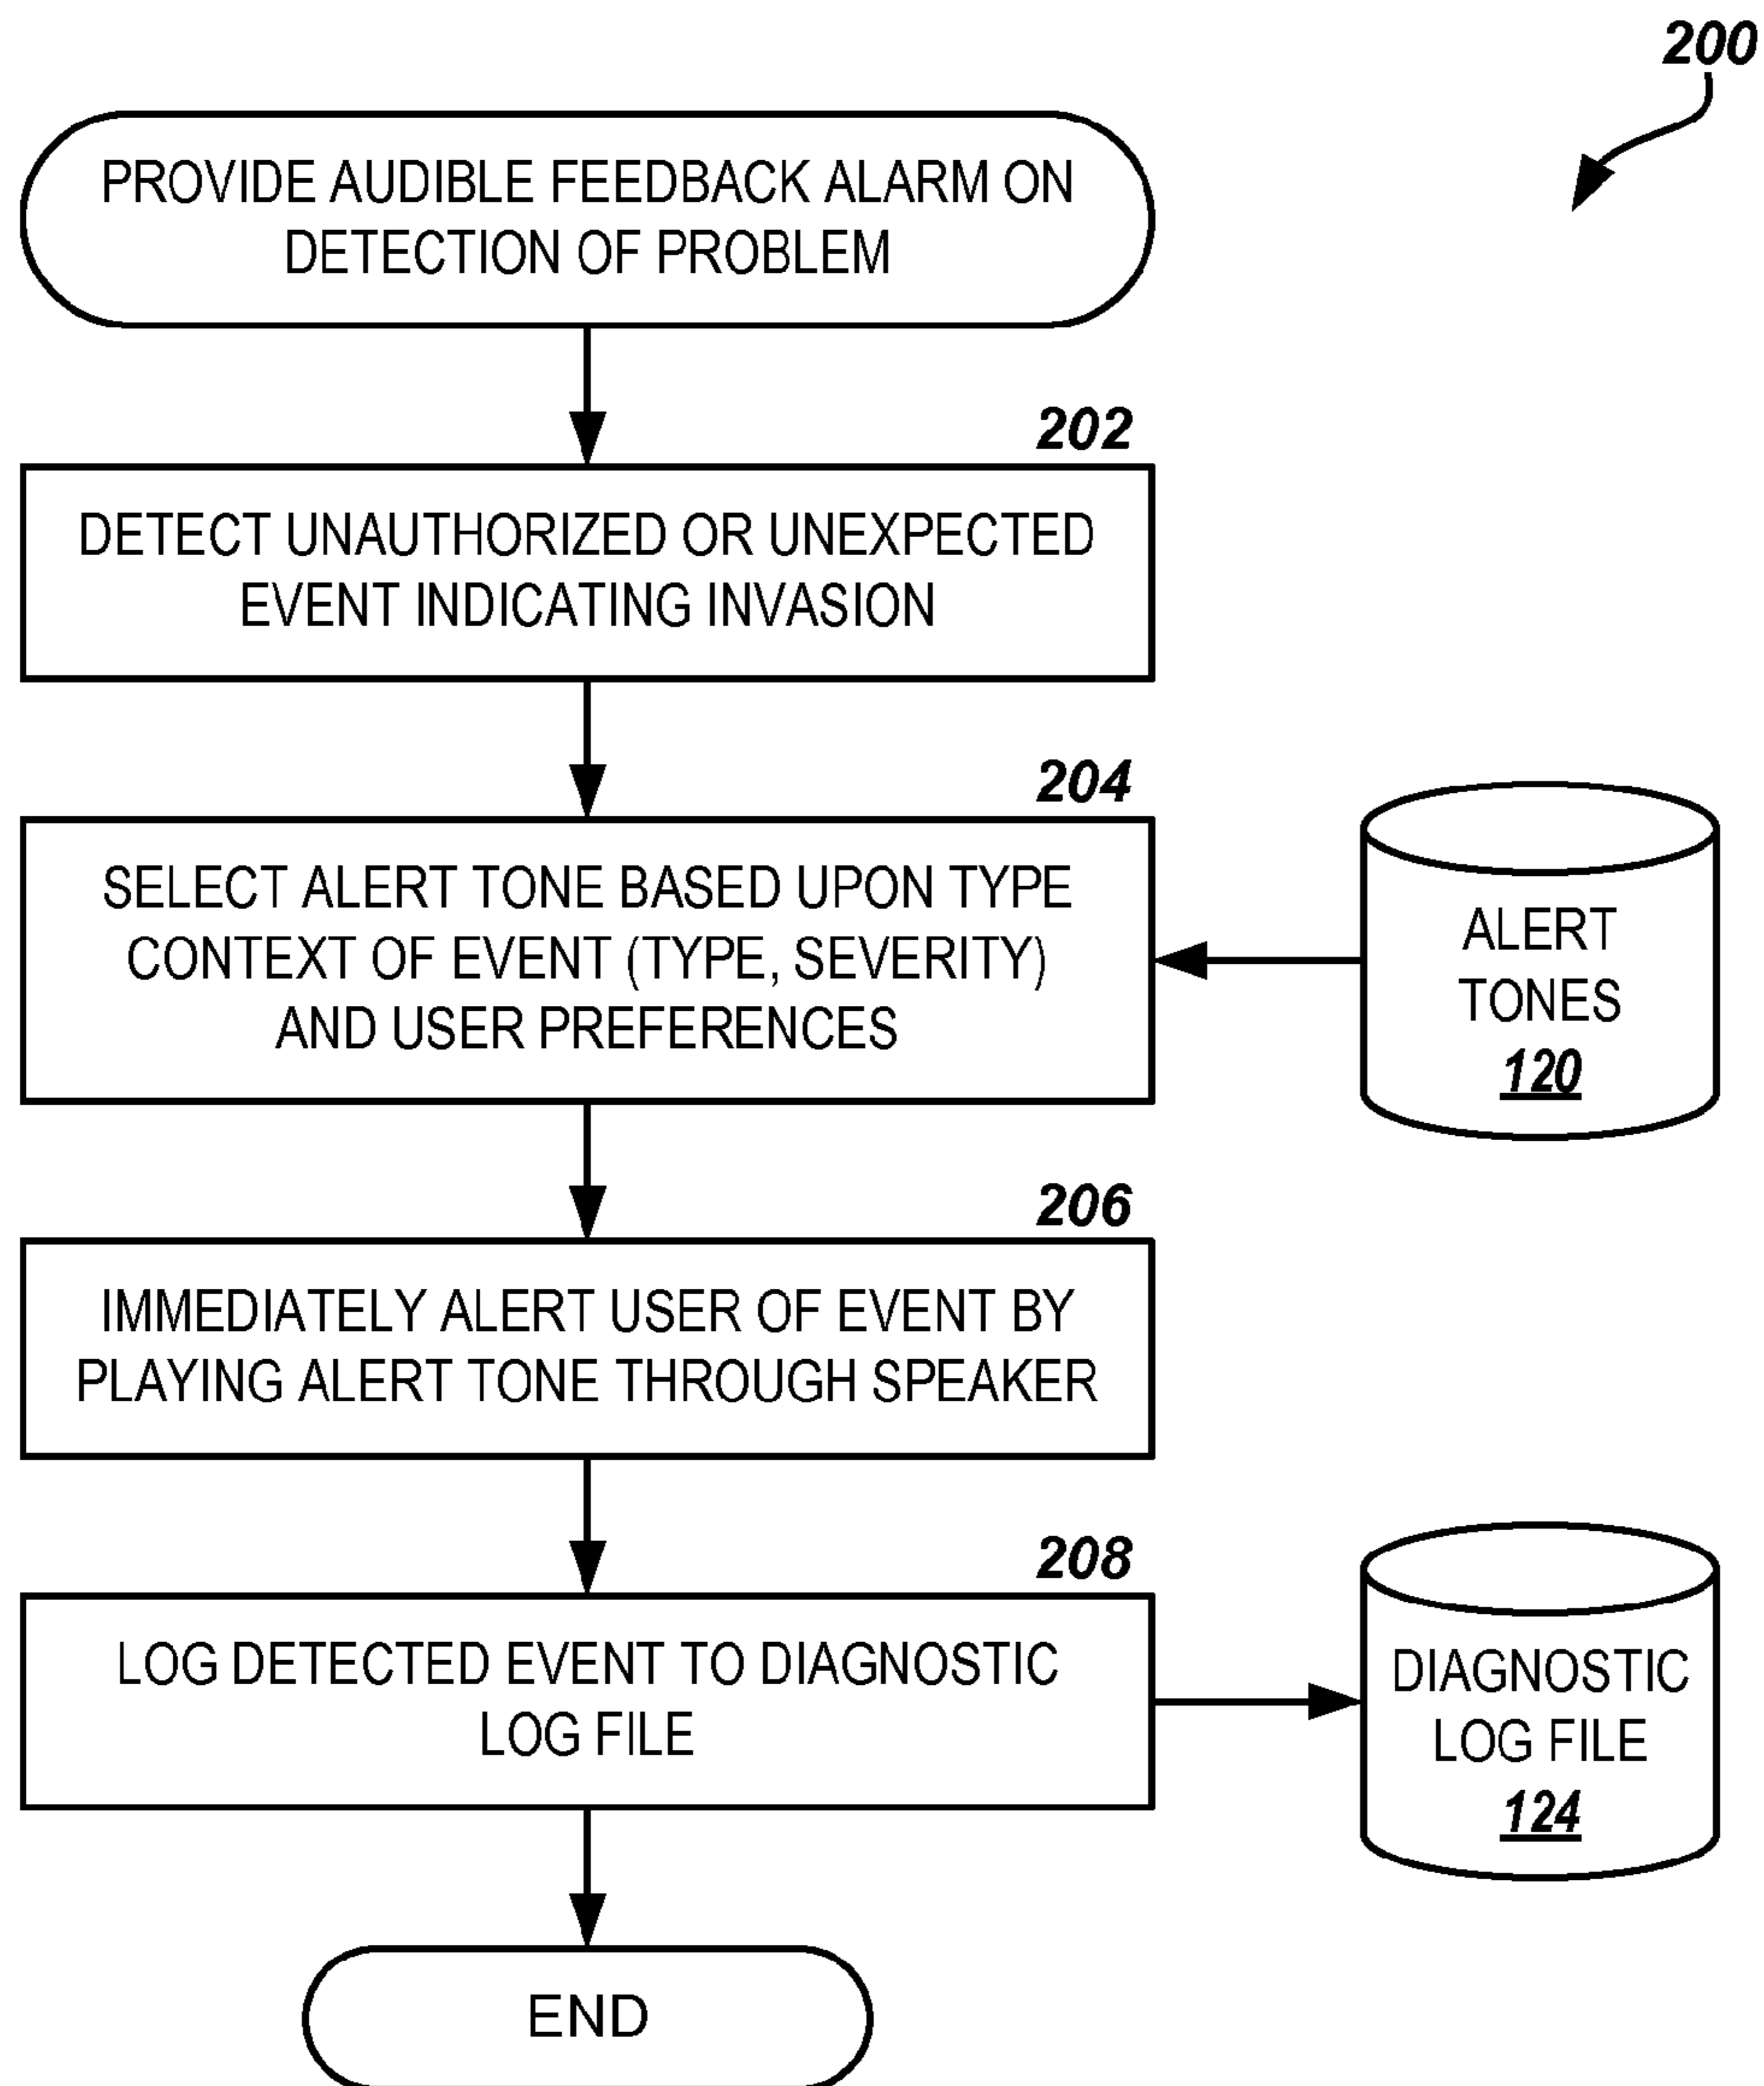 200
PROVIDE AUDIBLE FEEDBACK ALARM ON
DETECTION OF PROBLEM
202
DETECT UNAUTHORIZED OR UNEXPECTED
EVENT INDICATING INVASION
204
SELECT ALERT TONE BASED UPON TYPE
CONTEXT OF EVENT (TYPE, SEVERITY)
AND USER PREFERENCES
ALERT
TONES
120
206
IMMEDIATELY ALERT USER OF EVENT BY
PLAYING ALERT TONE THROUGH SPEAKER
208
LOG DETECTED EVENT TO DIAGNOSTIC
LOG FILE
DIAGNOSTIC
LOG FILE
124
END